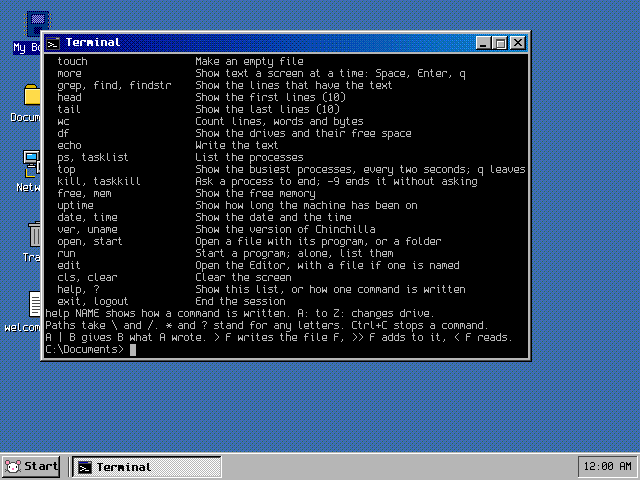 My Bo
Terminal
touch Make an empty file
more Show text a screen at a time: Space, Enter, q
grep, find, findstr Show the lines that have the text
head Show the first lines (10)
tail Show the last lines (10)
wc Count lines, words and bytes
df Show the drives and their free space
echo Write the text
ps, tasklist List the processes
top Show the busiest processes, every two seconds; q leaves
kill, taskkill Ask a process to end; -9 ends it without asking
free, mem Show the free memory
uptime Show how long the machine has been on
date, time Show the date and the time
ver, uname Show the version of Chinchilla
open, start Open a file with its program, or a folder
run Start a program; alone, list them
edit Open the Editor, with a file if one is named
cls, clear Clear the screen
help, ? Show this list, or how one command is written
exit, logout End the session
help NAME shows how a command is written. A: to Z: changes drive.
Paths take \ and /. * and ? stand for any letters. Ctrl+C stops a command.
A | B gives B what A wrote. > F writes the file F, >> F adds to it, < F reads.
C:\Documents>
Docum
Netw
Tra
welcom
Start
Terminal
12:00 AM